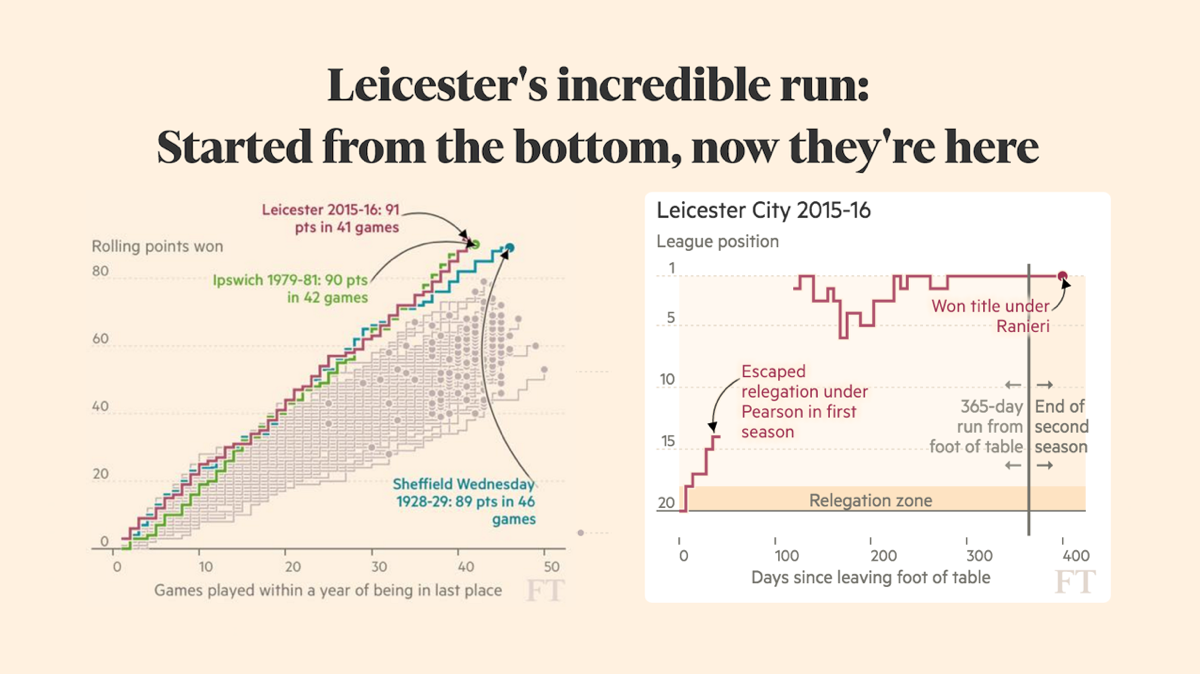 Leicester's incredible run:
Started from the bottom, now they're here
Leicester 2015-16: 91
pts in 41 games
Rolling points won
Ipswich 1979-81: 90 pts
in 42 games
80
60
40
20
0
Sheffield Wednesday
1928-29: 89 pts in 46
games
0 10 20 30 40 50
Games played within a year of being in last place
FT
Leicester City 2015-16
League position
1
5
10
15
20
Won title under
Ranieri
Escaped
relegation under
Pearson in first
season
365-day
run from
foot of table
End of
second
season
Relegation zone
0 100 200 300 400
Days since leaving foot of table
FT